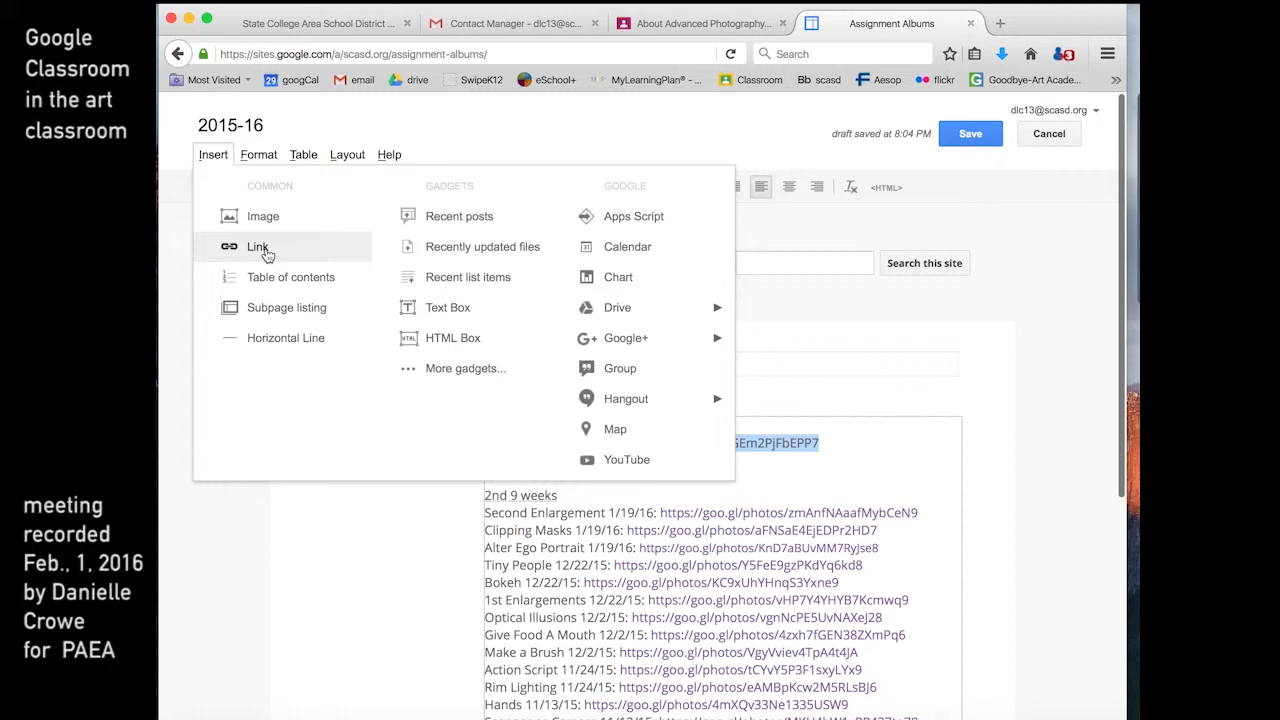 Google
Classroom
in the art
classroom
meeting
recorded
Feb., 1, 2016
by Danielle
Crowe
for PAEA
State College Area School District ...
Contact Manager - dlc13@sc...
About Advanced Photography...
Assignment Albums
https://sites.google.com/a/scasd.org/assignment-albums/
Search
3
Most Visited
29 googCal
email
drive
SwipeK12
eSchool+
MyLearningPlan® -...
Classroom
Bb scasd
Aesop
flickr
Goodbye-Art Acade...
2015-16
dlc13@scasd.org
draft saved at 8:04 PM
Save
Cancel
Insert Format Table Layout Help
<HTML>
COMMON
Image
Link
Table of contents
Subpage listing
Horizontal Line
GADGETS
Recent posts
Recently updated files
Recent list items
Text Box
HTML Box
More gadgets...
GOOGLE
Apps Script
Calendar
Chart
Drive
Google+
Group
Hangout
Map
YouTube
Search this site
GEm2PjFbEPP7
2nd 9 weeks
Second Enlargement 1/19/16: https://goo.gl/photos/zmAnfNAaafMybCeN9
Clipping Masks 1/19/16: https://goo.gl/photos/aFNSaE4EjEDPr2HD7
Alter Ego Portrait 1/19/16: https://goo.gl/photos/KnD7aBUvMM7RyJse8
Tiny People 12/22/15: https://goo.gl/photos/Y5FeE9gzPKdYq6kd8
Bokeh 12/22/15: https://goo.gl/photos/KC9xUhYHnqS3Yxne9
1st Enlargements 12/22/15: https://goo.gl/photos/vHP7Y4YHYB7Kcmwq9
Optical Illusions 12/2/15: https://goo.gl/photos/vgnNcPE5UvNAXeJ28
Give Food A Mouth 12/2/15: https://goo.gl/photos/4zxh7fGEN38ZXmPq6
Make a Brush 12/2/15: https://goo.gl/photos/VgyVviev4TpA4t4JA
Action Script 11/24/15: https://goo.gl/photos/tCYvY5P3F1sxyLYx9
Rim Lighting 11/24/15: https://goo.gl/photos/eAMBpKcw2M5RLsBJ6
Hands 11/13/15: https://goo.gl/photos/4mXQv33Ne1335USW9